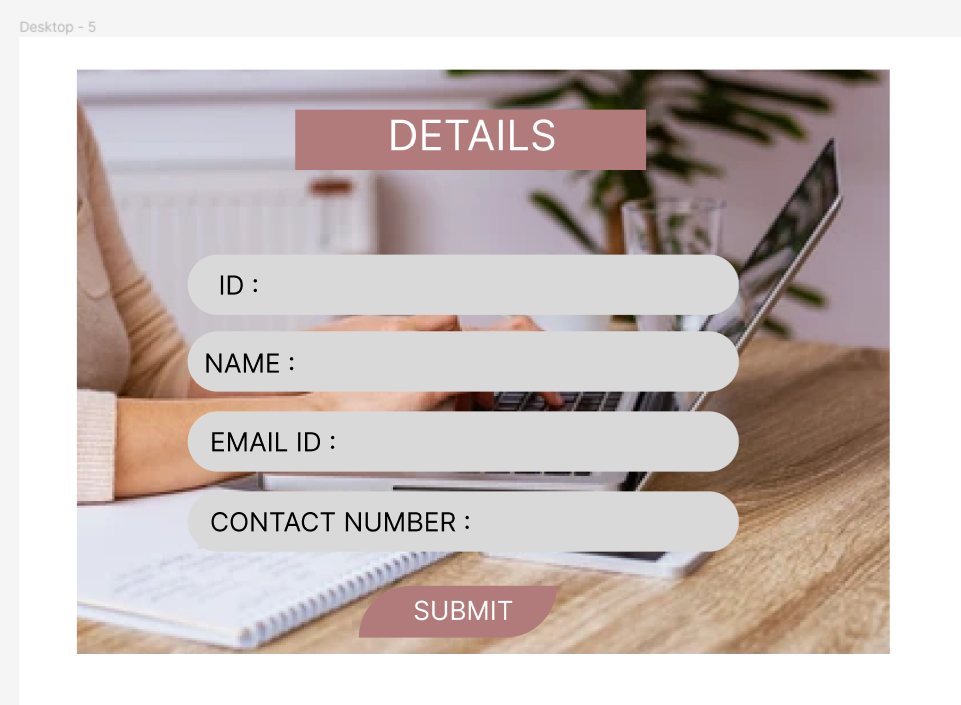 Desktop - 5
DETAILS
ID :
NAME :
EMAIL ID :
CONTACT NUMBER :
SUBMIT